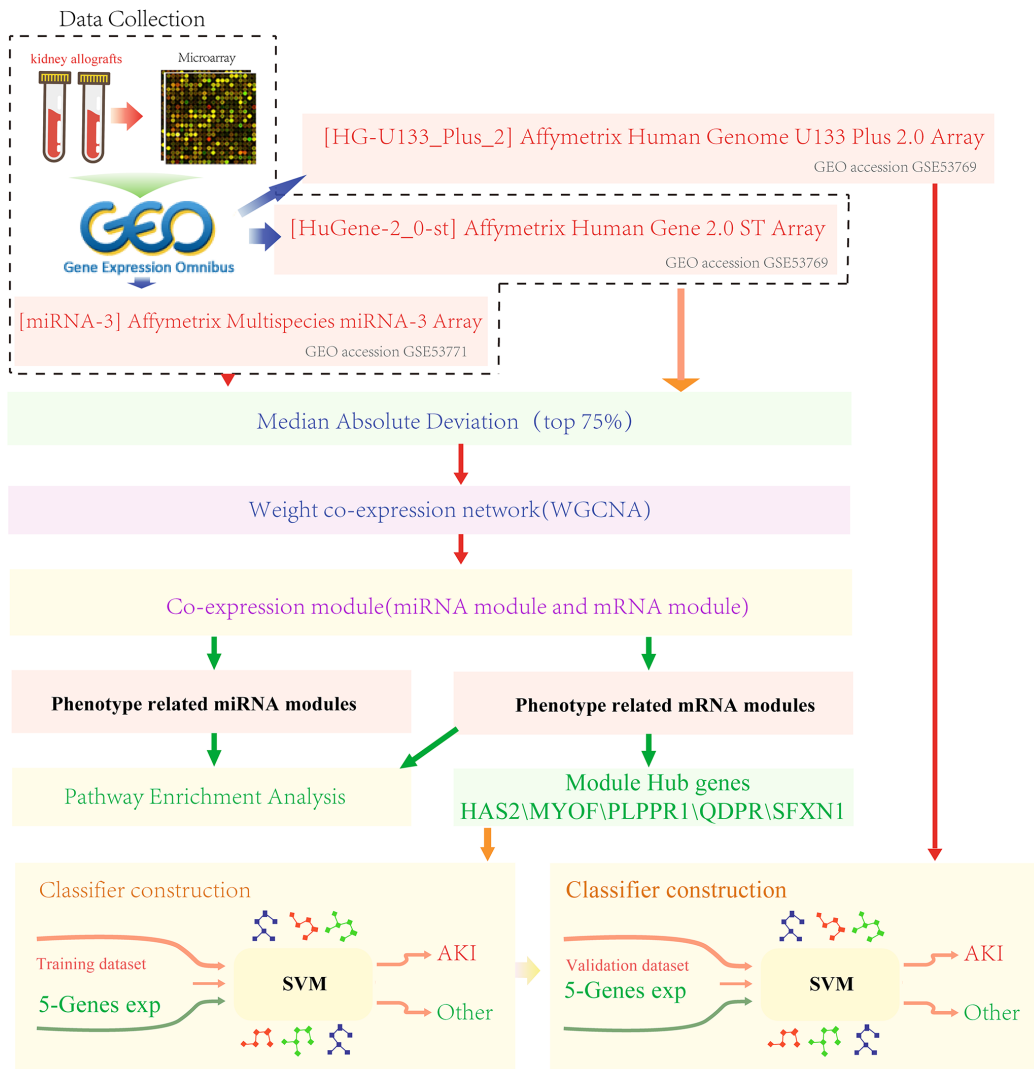 Data Collection
kidney allografts
Microarray
GEO
Gene Expression Omnibus
[HG-U133_Plus_2] Affymetrix Human Genome U133 Plus 2.0 Array
GEO accession GSE53769
[HuGene-2_0-st] Affymetrix Human Gene 2.0 ST Array
GEO accession GSE53769
[miRNA-3] Affymetrix Multispecies miRNA-3 Array
GEO accession GSE53771
Median Absolute Deviation（top 75%）
Weight co-expression network(WGCNA)
Co-expression module(miRNA module and mRNA module)
Phenotype related miRNA modules
Phenotype related mRNA modules
Pathway Enrichment Analysis
Module Hub genes
HAS2\MYOF\PLPPR1\QDPR\SFXN1
Classifier construction
Training dataset
5-Genes exp
SVM
AKI
Other
Classifier construction
Validation dataset
5-Genes exp
SVM
AKI
Other